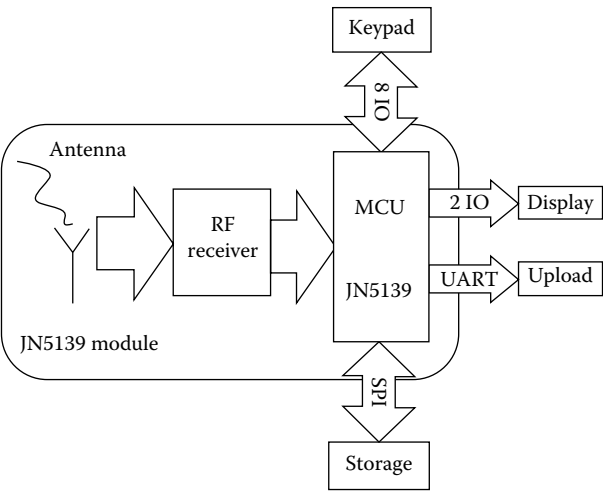 Keypad
8 IO
Antenna
RF
receiver
MCU
JN5139
2 IO
Display
UART
Upload
JN5139 module
SPI
Storage